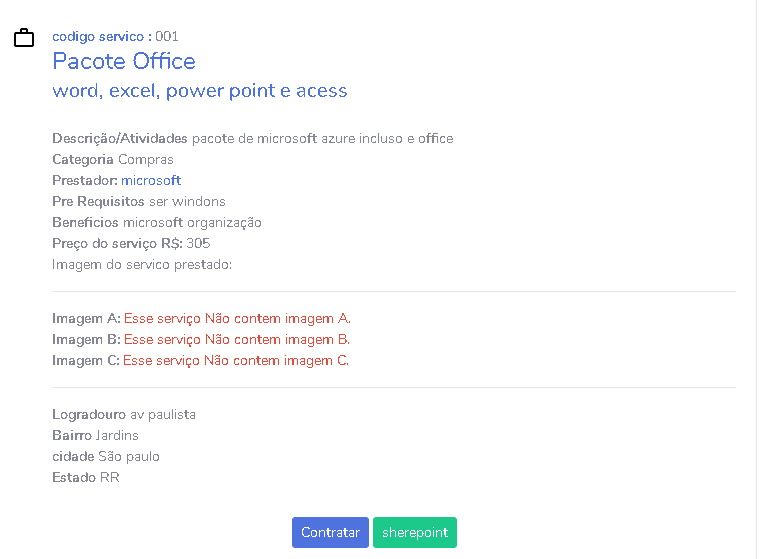 codigo servico : 001
Pacote Office
word, excel, power point e acess
Descrição/Atividades pacote de microsoft azure incluso e office
Categoria Compras
Prestador: microsoft
Pre Requisitos ser windons
Beneficios microsoft organização
Preço do serviço R$: 305
Imagem do servico prestado:
Imagem A: Esse serviço Não contem imagem A.
Imagem B: Esse serviço Não contem imagem B.
Imagem C: Esse serviço Não contem imagem C.
Logradouro av paulista
Bairro Jardins
cidade São paulo
Estado RR
Contratar sherepoint